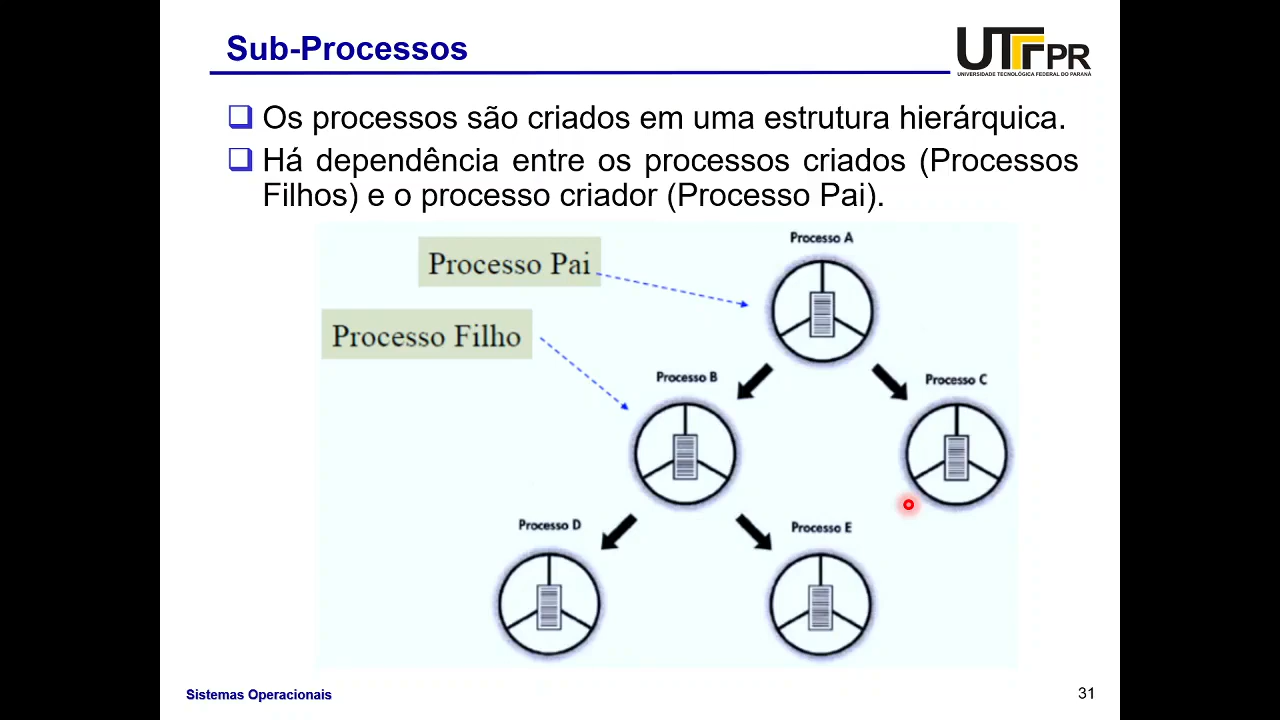 Sub-Processos
UTFPR
UNIVERSIDADE TECNOLÓGICA FEDERAL DO PARANÁ
Os processos são criados em uma estrutura hierárquica.
Há dependência entre os processos criados (Processos
Filhos) e o processo criador (Processo Pai).
Processo A
Processo Pai
Processo Filho
Processo B
Processo C
Processo D
Processo E
Sistemas Operacionais
31